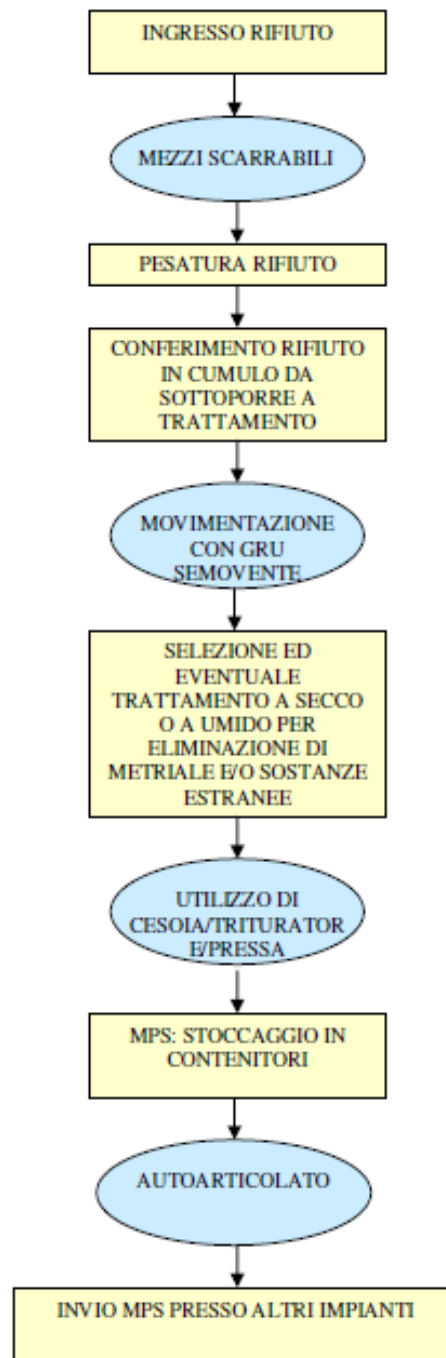 INGRESSO RIFIUTO
MEZZI SCARRABILI
PESATURA RIFIUTO
CONFERIMENTO RIFIUTO
IN CUMULO DA
SOTTOPORRE A
TRATTAMENTO
MOVIMENTAZIONE
CON GRU
SEMOVENTE
SELEZIONE ED
EVENTUALE
TRATTAMENTO A SECCO
O A UMIDO PER
ELIMINAZIONE DI
METRIALE E/O SOSTANZE
ESTRANEE
UTILIZZO DI
CESOIA/TRITURATOR
E/PRESSA
MPS: STOCCAGGIO IN
CONTENITORI
AUTOARTICOLATO
INVIO MPS PRESSO ALTRI IMPIANTI